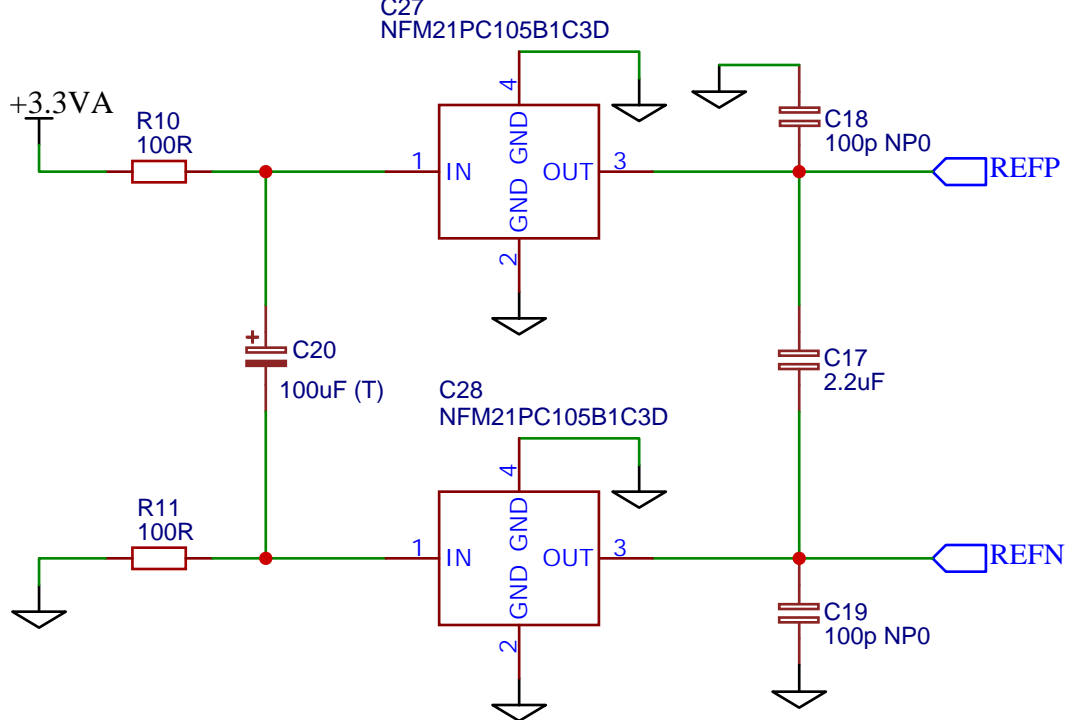 C27
NFM21PC105B1C3D
+3.3VA
R10
100R
4
GND
1
IN
OUT
3
GND
2
C18
100p NP0
REFP
+
C20
100uF (T)
C17
2.2uF
C28
NFM21PC105B1C3D
R11
100R
4
GND
1
IN
OUT
3
GND
2
REFN
C19
100p NP0